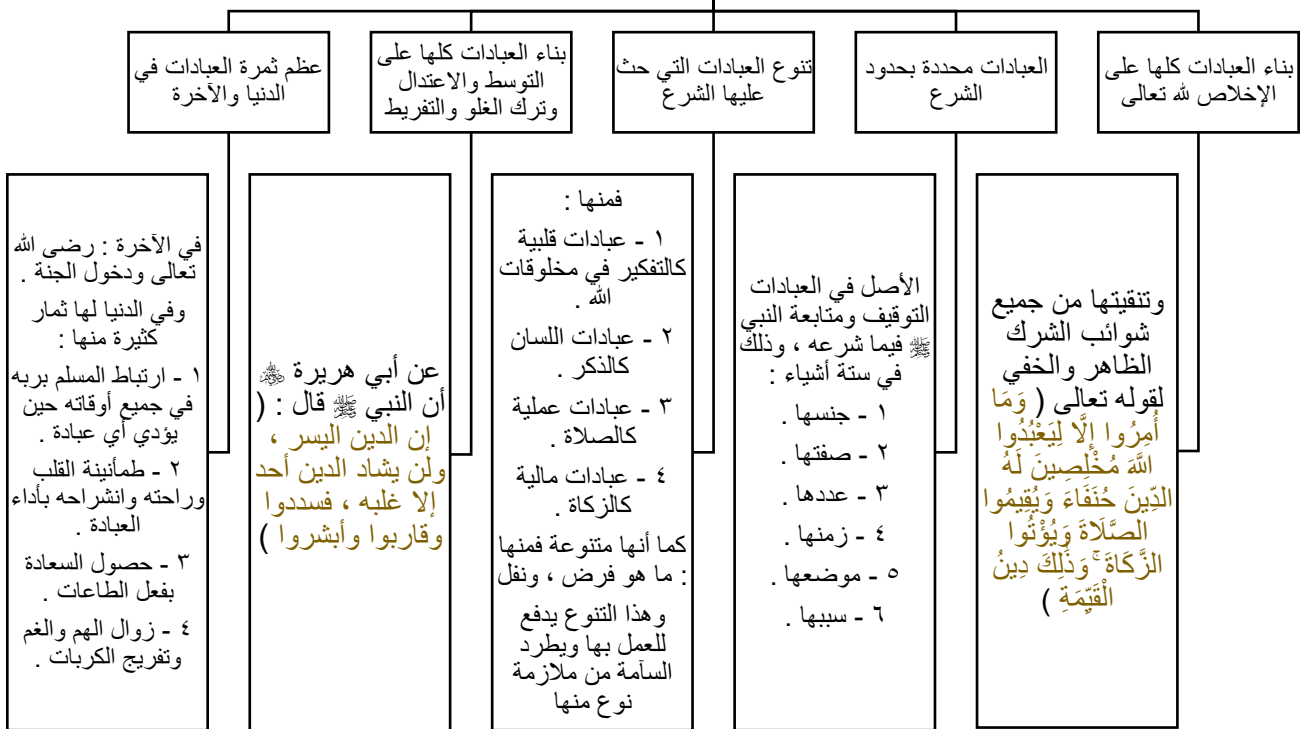 بناء العبادات كلها على
الإخلاص لله تعالى
العبادات محددة بحدود
الشرع
تنوع العبادات التي حث
عليها الشرع
بناء العبادات كلها على
التوسط والاعتدال
وترك الغلو والتفريط
عظم ثمرة العبادات في
الدنيا والآخرة
وتنقيتها من جميع
شوائب الشرك
الظاهر والخفي
لقوله تعالى ( وَمَا
أُمِرُوا إِلَّا لِيَعْبُدُوا
اللَّهَ مُخْلِصِينَ لَهُ
الدِّينَ حُنَفَاءَ وَيُقِيمُوا
الصَّلَاةَ وَيُؤْتُوا
الزَّكَاةَ ۚ وَذَٰلِكَ دِينُ
الْقَيِّمَةِ )
الأصل في العبادات
التوقيف ومتابعة النبي
ﷺ فيما شرعه ، وذلك
في ستة أشياء :
١ - جنسها .
٢ - صفتها .
٣ - عددها .
٤ - زمنها .
٥ - موضعها .
٦ - سببها .
فمنها :
١ - عبادات قلبية
كالتفكير في مخلوقات
الله .
٢ - عبادات اللسان
كالذكر .
٣ - عبادات عملية
كالصلاة .
٤ - عبادات مالية
كالزكاة .
كما أنها متنوعة فمنها
: ما هو فرض ، ونفل
وهذا التنوع يدفع
للعمل بها ويطرد
السآمة من ملازمة
نوع منها
عن أبي هريرة رضي الله عنه
أن النبي ﷺ قال : (
إن الدين اليسر ،
ولن يشاد الدين أحد
إلا غلبه ، فسددوا
وقاربوا وأبشروا )
في الآخرة : رضى الله
تعالى ودخول الجنة .
وفي الدنيا لها ثمار
كثيرة منها :
١ - ارتباط المسلم بربه
في جميع أوقاته حين
يؤدي أي عبادة .
٢ - طمأنينة القلب
وراحته وانشراحه بأداء
العبادة .
٣ - حصول السعادة
بفعل الطاعات .
٤ - زوال الهم والغم
وتفريج الكربات .